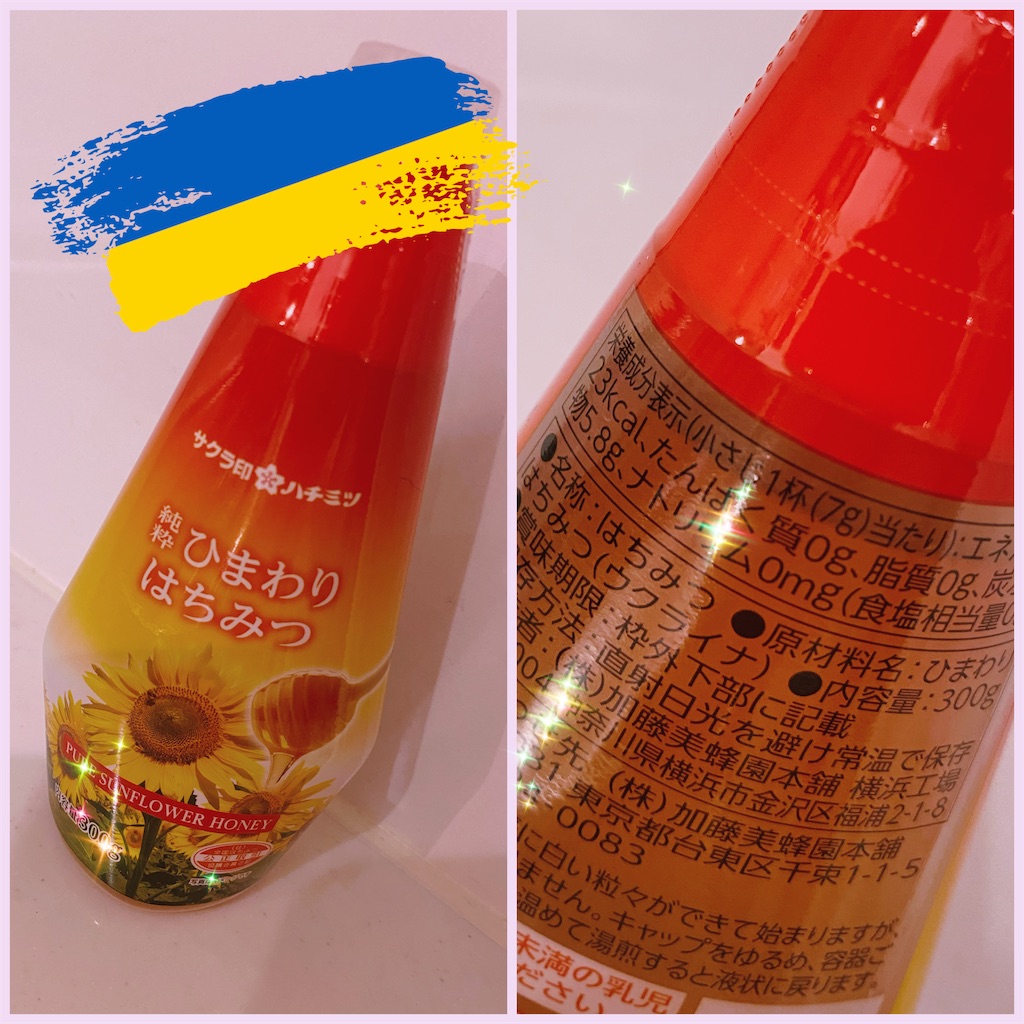 サクラ印ハチミツ
純粋
ひまわり
はちみつ
PURE SUNFLOWER HONEY
内容量300g
公正
栄養成分表示(小さじ1杯(7g)当たり):エネ
23kcal、たんぱく質0g、脂質0g、炭
物5.8g、ナトリウム0mg(食塩相当量0
●名称:はちみつ ●原材料名:ひまわり
はちみつ(ウクライナ) ●内容量:300g
賞味期限:枠外下部に記載
存方法:直射日光を避け常温で保存
者:(株)加藤美蜂園本舗 横浜工場
神奈川県横浜市金沢区福浦2-1-8
先 (株)加藤美蜂園本舗
東京都台東区千束1-1-5
0083
に白い粒々ができて始まりますが、
ません。キャップをゆるめ、容器ご
温めて湯煎すると液状に戻ります。
未満の乳児
ださい